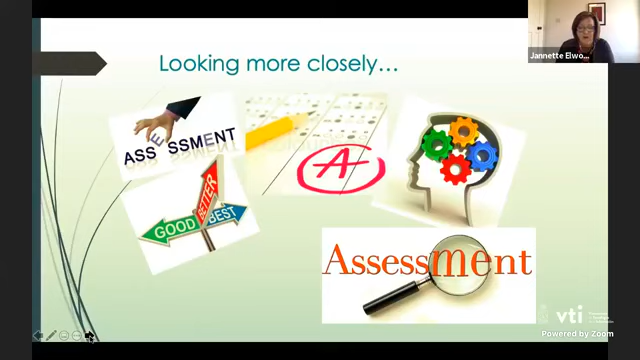 Looking more closely...
Jannette Elwo...
ASSESSMENT
A
GOOD
BETTER
BEST
Assessment
vti
Powered by Zoom